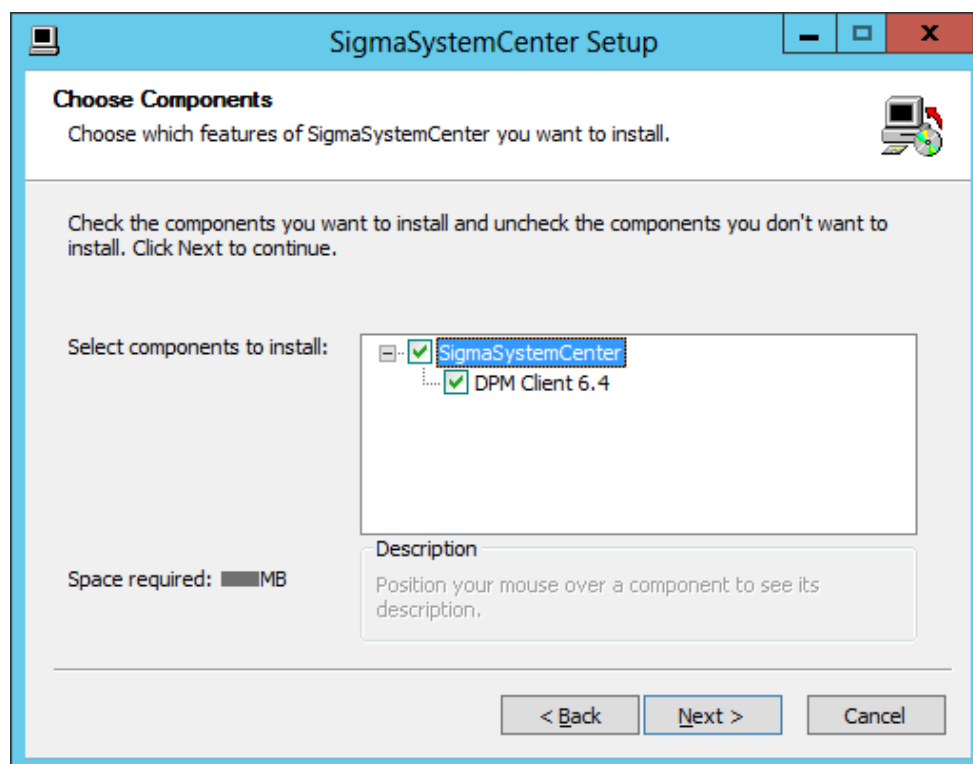 SigmaSystemCenter Setup
Choose Components
Choose which features of SigmaSystemCenter you want to install.
Check the components you want to install and uncheck the components you don't want to
install. Click Next to continue.
Select components to install:
SigmaSystemCenter
DPM Client 6.4
Description
Space required: MB
Position your mouse over a component to see its
description.
< Back
Next >
Cancel